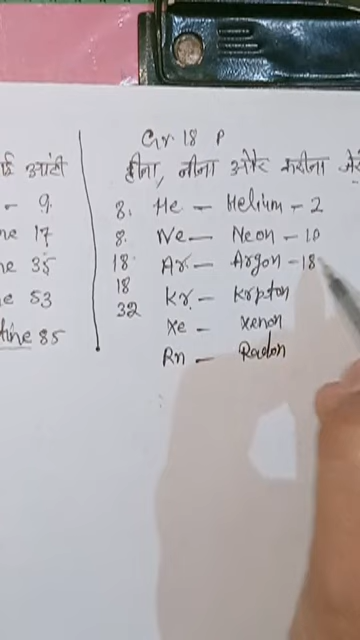 आंटी
- 9
ne 17
ne 35
e 53
tine 85
Gr 18 P
हीना, नीना और करीना
8. He - Helium - 2
8. Ne - Neon - 10
18 Ar - Argon - 18
18 Kr - Krpton
32 Xe - Xenon
Rn - Radon